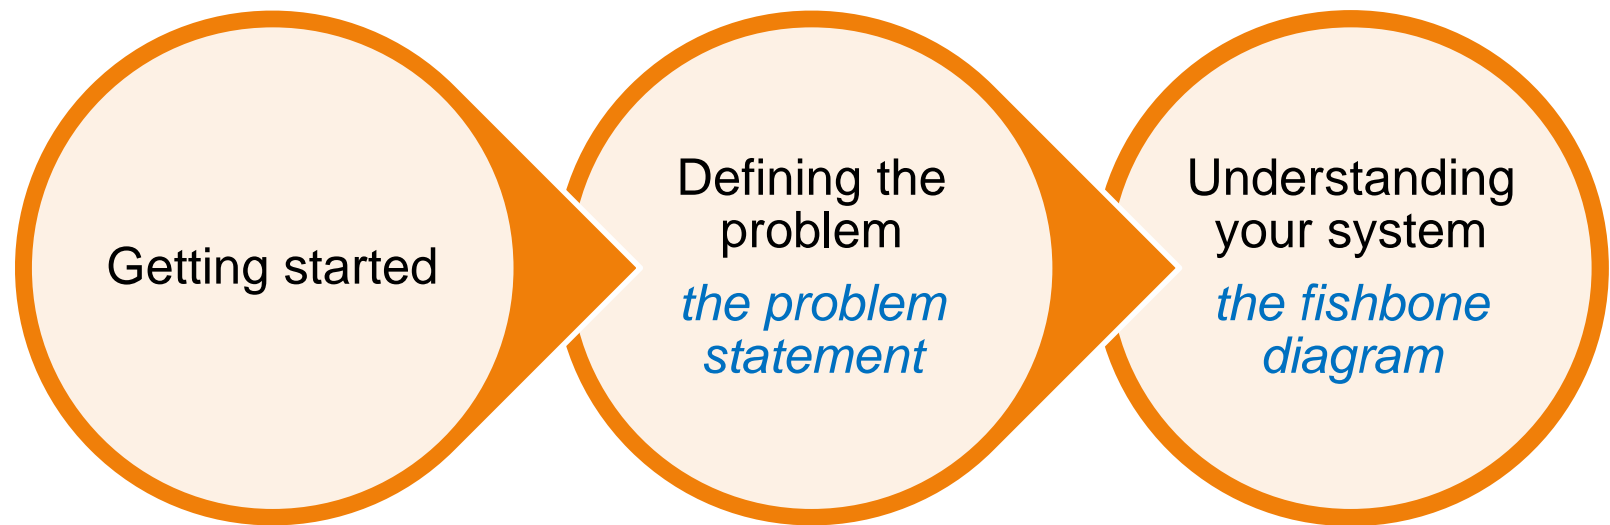 Getting started
Defining the
problem
the problem
statement
Understanding
your system
the fishbone
diagram